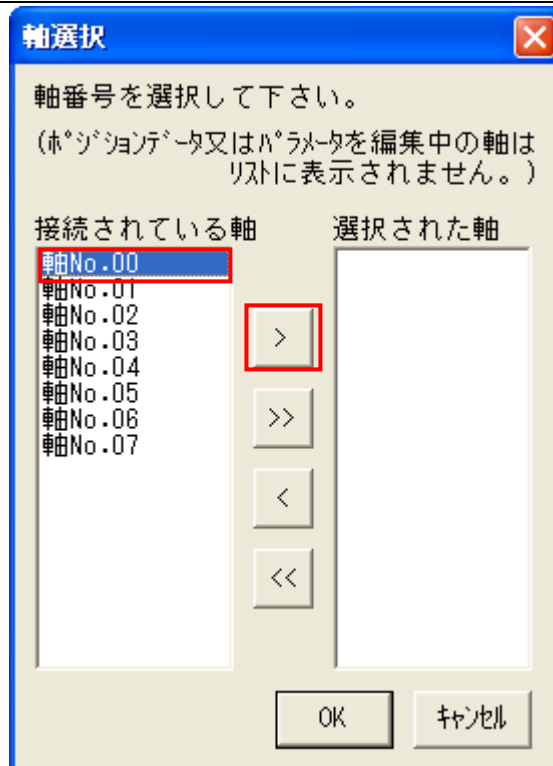 軸選択
軸番号を選択して下さい。
(ﾎﾟｼﾞｼｮﾝﾃﾞｰﾀ又はﾊﾟﾗﾒｰﾀを編集中の軸は
ﾘｽﾄに表示されません。)
接続されている軸 選択された軸
軸No.00
軸No.01
軸No.02
軸No.03
軸No.04
軸No.05
軸No.06
軸No.07
>
>>
<
<<
OK ｷｬﾝｾﾙ